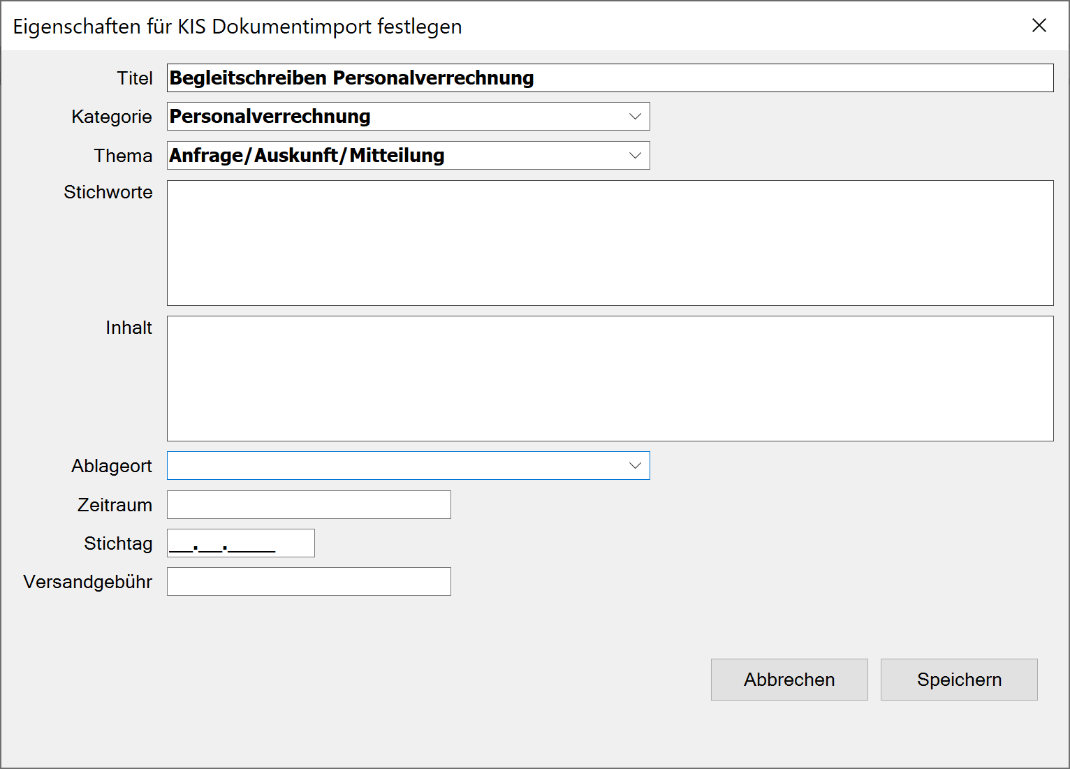 Eigenschaften für KIS Dokumentimport festlegen
Titel Begleitschreiben Personalverrechnung
Kategorie Personalverrechnung
Thema Anfrage/Auskunft/Mitteilung
Stichworte
Inhalt
Ablageort
Zeitraum
Stichtag __.__.____
Versandgebühr
Abbrechen Speichern